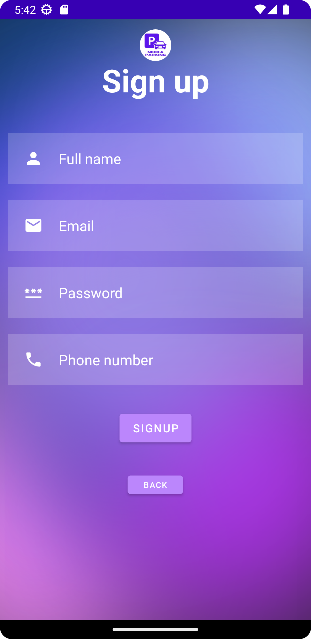 5:42
P
Sign up
Full name
Email
Password
Phone number
SIGNUP
BACK